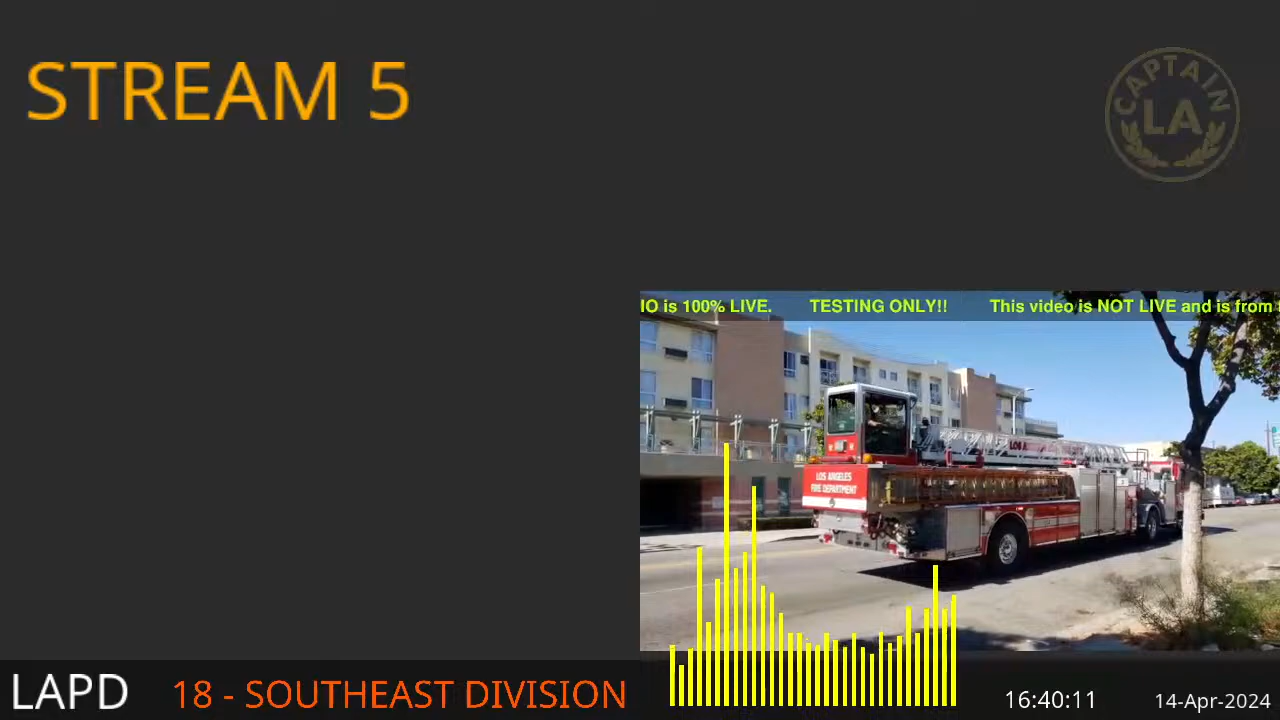 STREAM 5
CAPTAIN
LA
IO is 100% LIVE. TESTING ONLY!! This video is NOT LIVE and is from
LOS A
LOS ANGELES
FIRE DEPARTMENT
LAPD 18 - SOUTHEAST DIVISION 16:40:11 14-Apr-2024